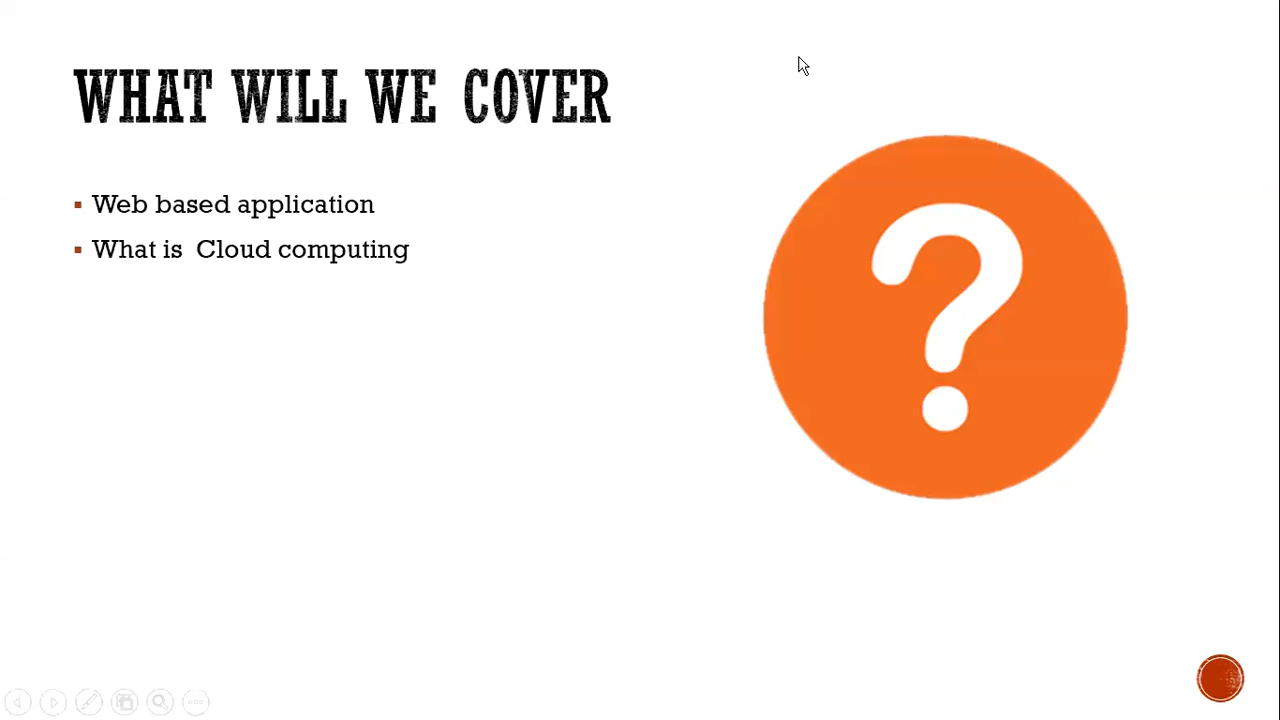 WHAT WILL WE COVER
Web based application
What is  Cloud computing
?